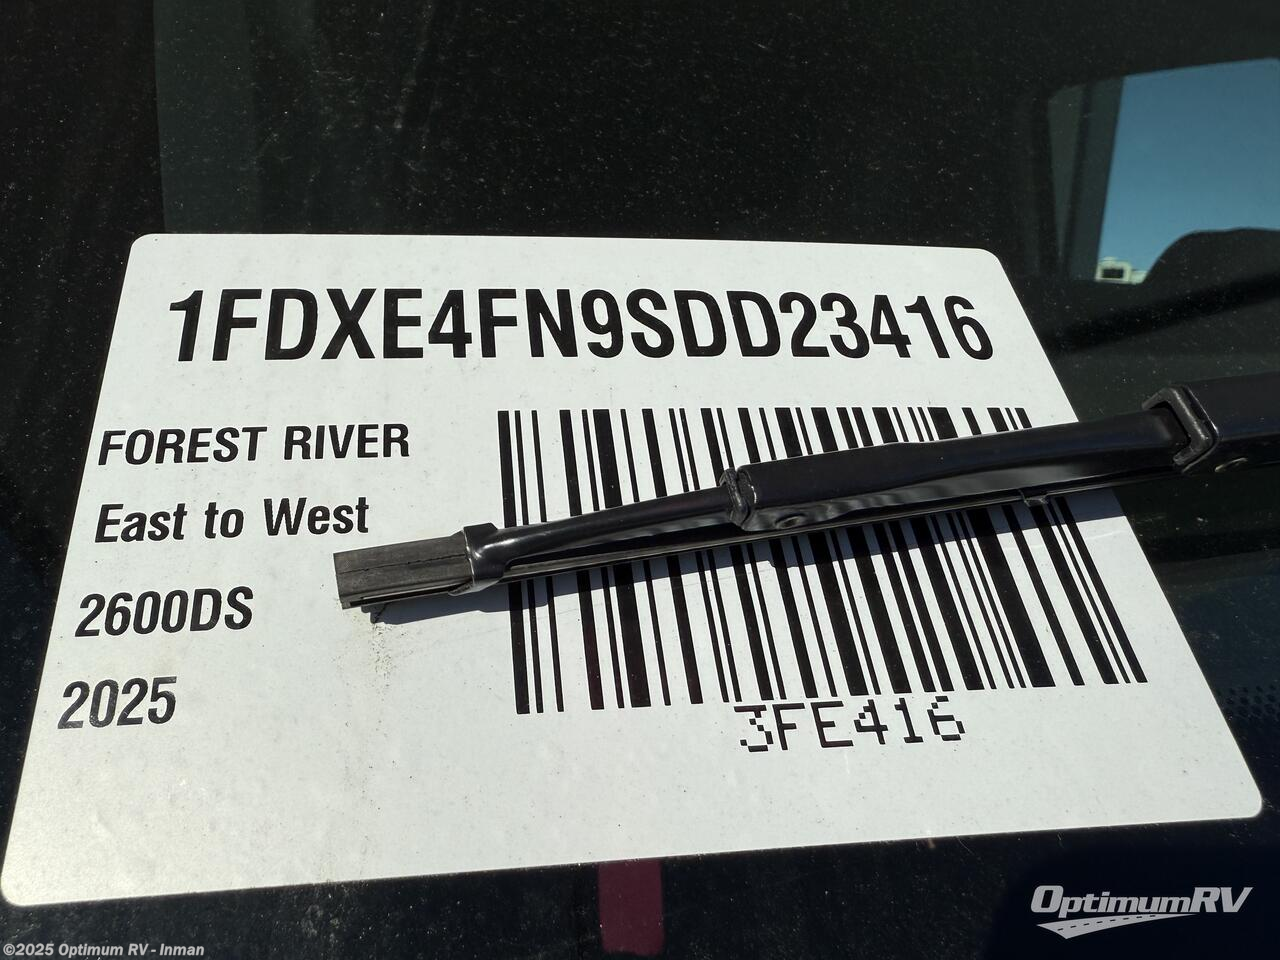 1FDXE4FN9SDD23416
FOREST RIVER
East to West
2600DS
2025
3FE416
OptimumRV
©2025 Optimum RV - Inman